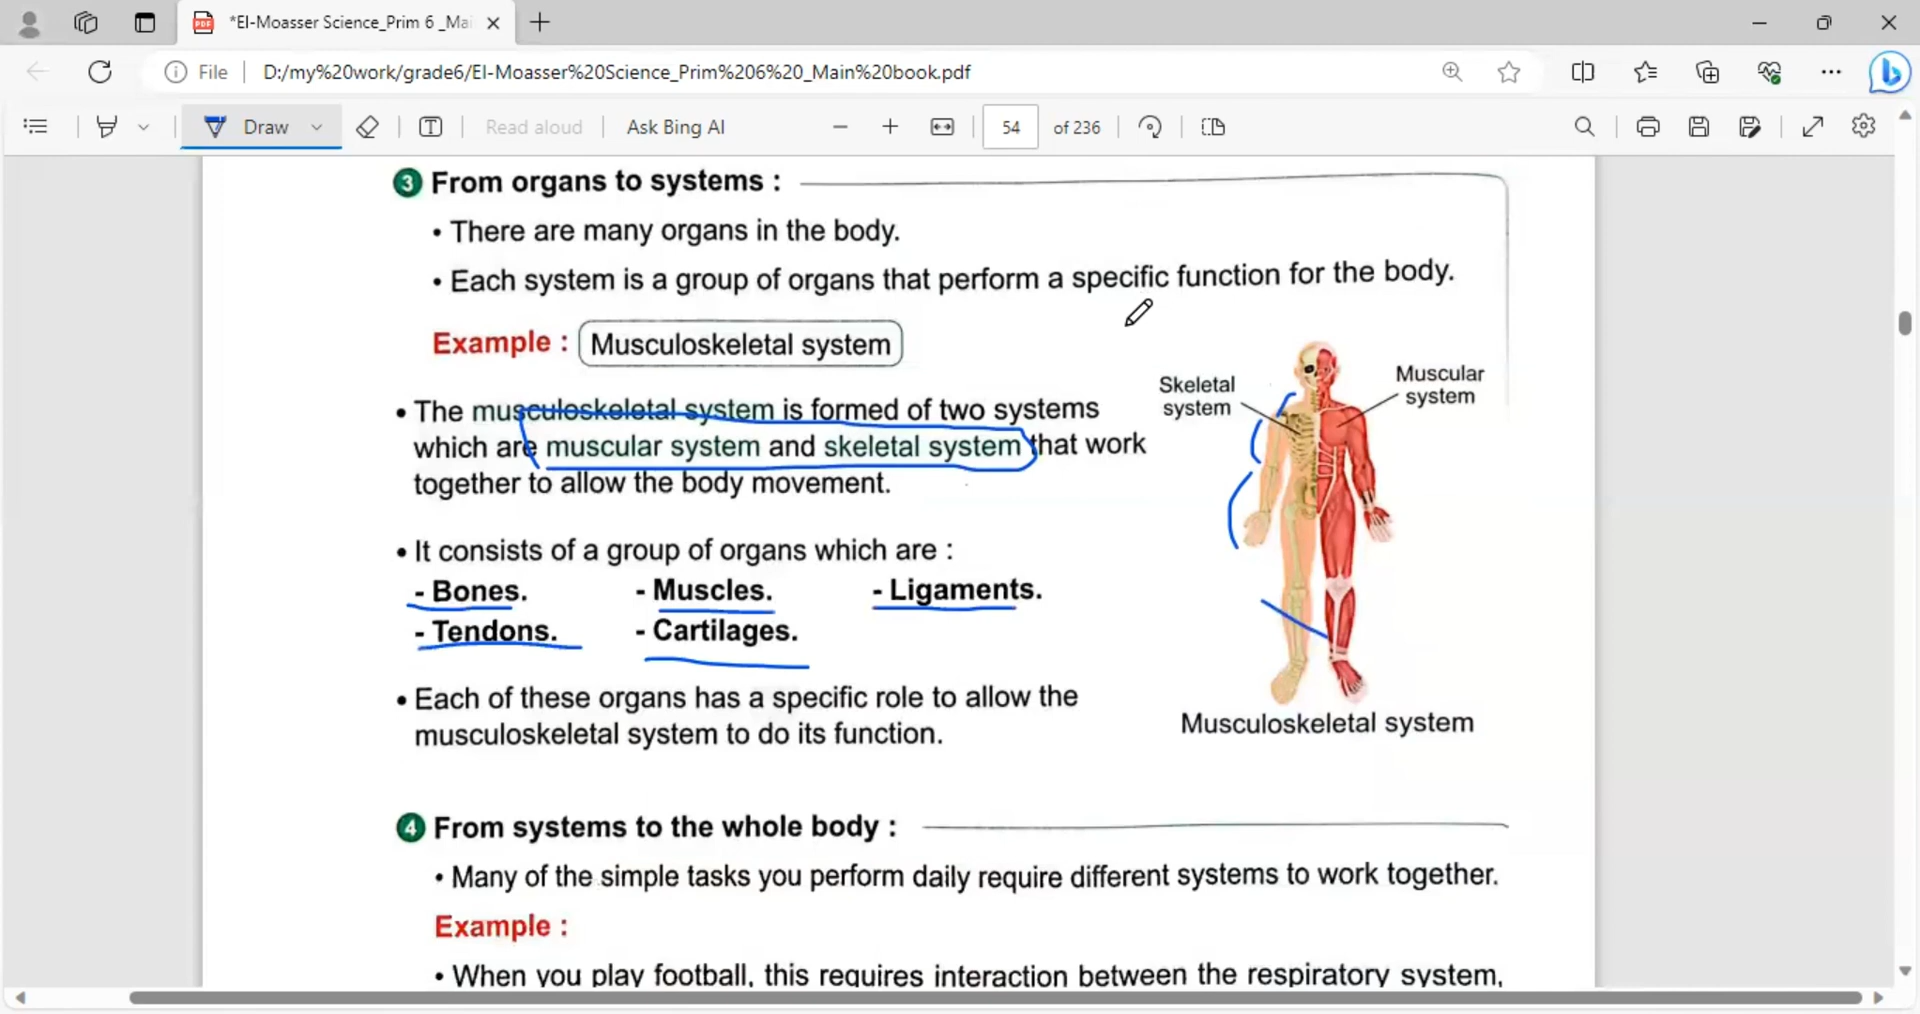 *El-Moasser Science_Prim 6 _Mai
File
D:/my%20work/grade6/El-Moasser%20Science_Prim%206%20_Main%20book.pdf
Draw
Read aloud
Ask Bing AI
54
of 236
3 From organs to systems :
• There are many organs in the body.
• Each system is a group of organs that perform a specific function for the body.
Example : Musculoskeletal system
• The musculoskeletal system is formed of two systems
which are muscular system and skeletal system that work
together to allow the body movement.
• It consists of a group of organs which are :
- Bones. - Muscles. - Ligaments.
- Tendons. - Cartilages.
• Each of these organs has a specific role to allow the
musculoskeletal system to do its function.
Skeletal
system
Muscular
system
Musculoskeletal system
4 From systems to the whole body :
• Many of the simple tasks you perform daily require different systems to work together.
Example :
• When you play football, this requires interaction between the respiratory system,